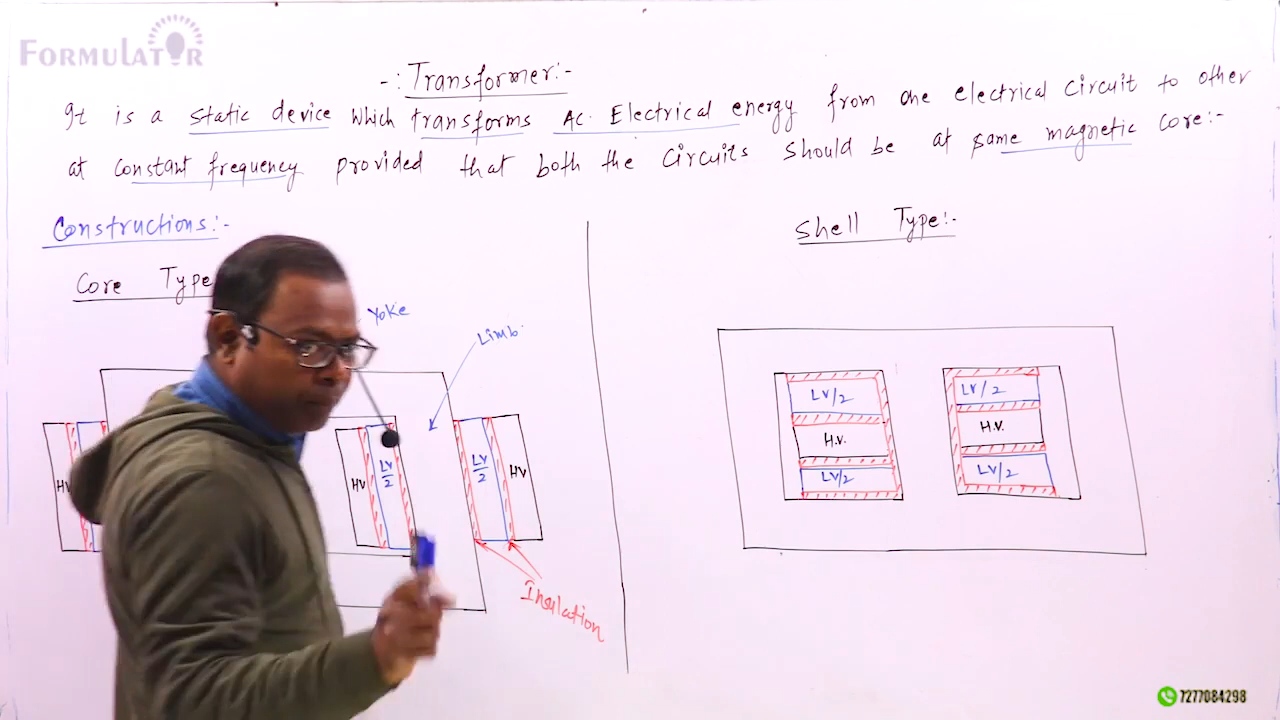 FORMULATOR
-: Transformer:-
It is a static device which transforms AC. Electrical energy from one electrical circuit to other
at constant frequency provided that both the circuits should be at same magnetic core:-
Constructions:-
Shell Type:-
Core Type
Yoke
Limb.
HV
HV
LV/2
LV/2
HV
LV/2
H.V.
LV/2
LV/2
H.V.
LV/2
Insulation
7277084298